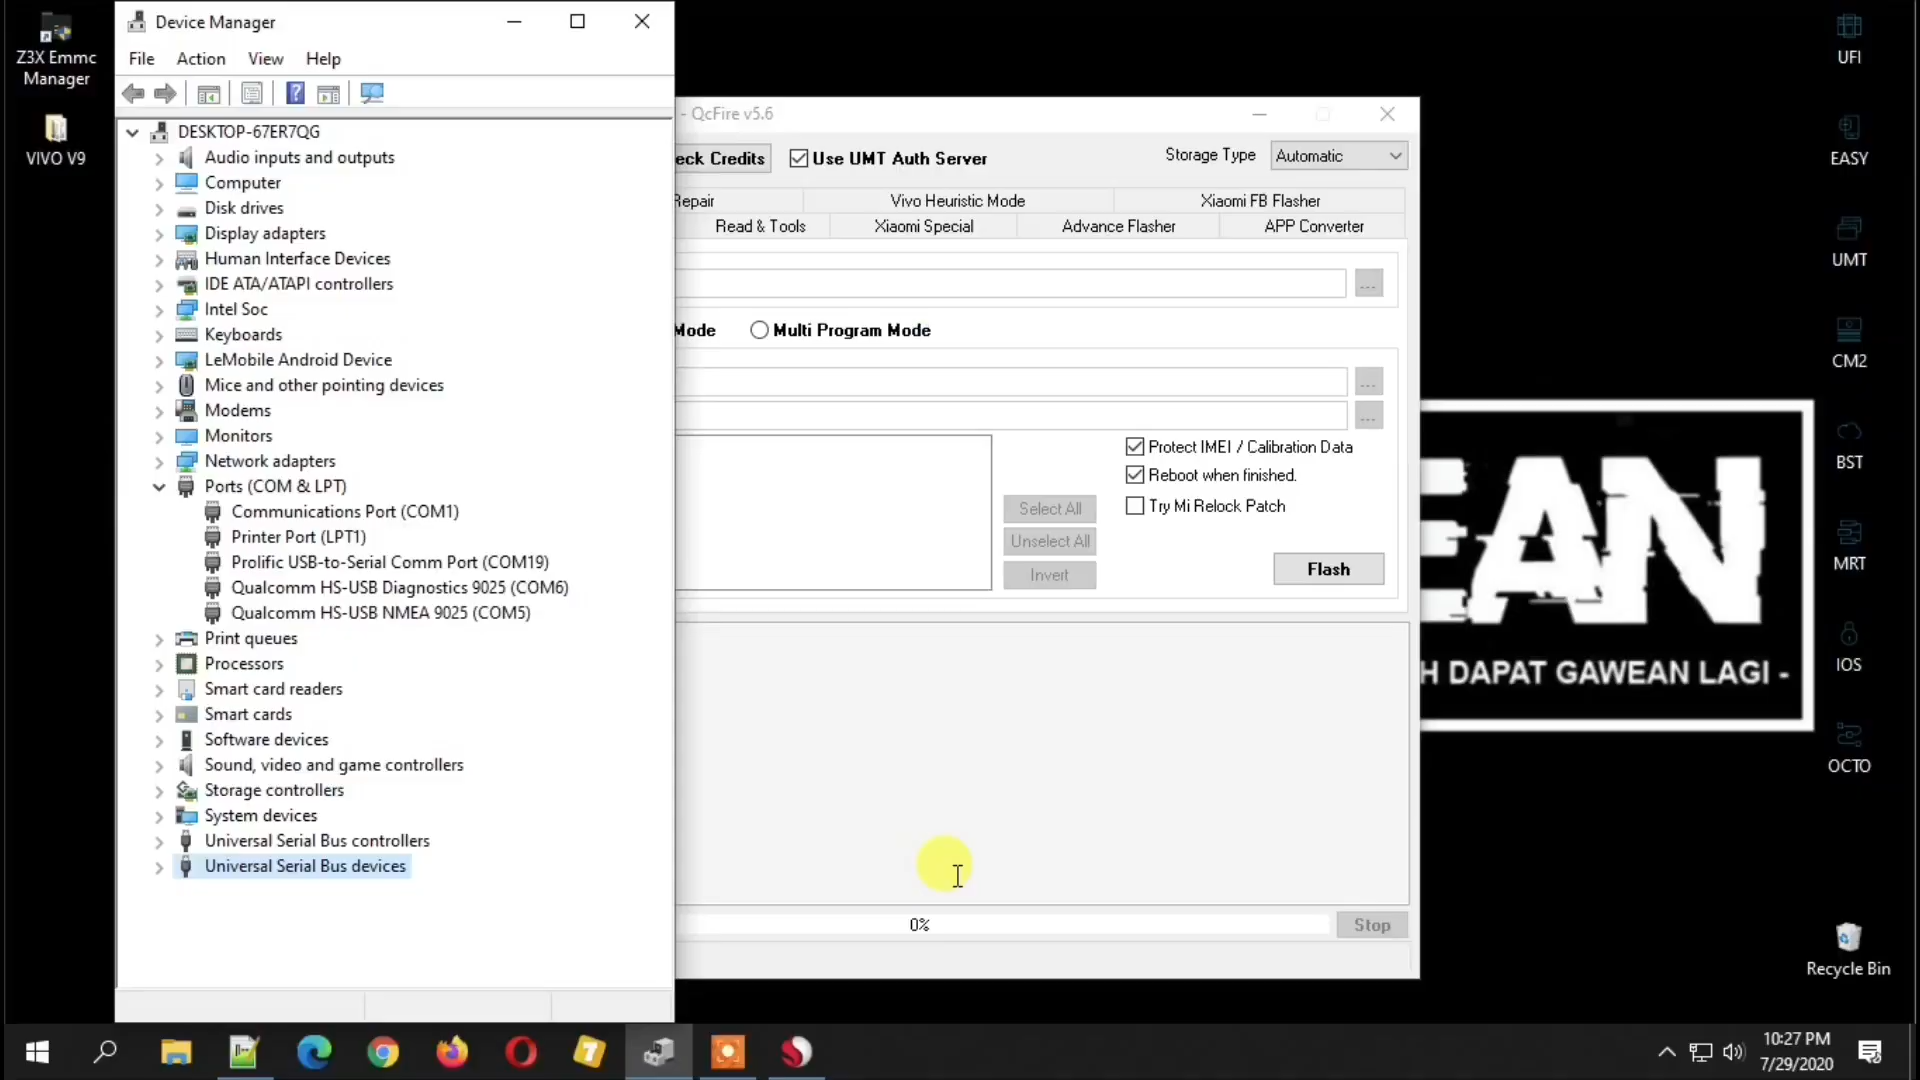 Z3X Emmc
Manager
VIVO V9
Device Manager
File Action View Help
DESKTOP-67ER7QG
Audio inputs and outputs
Computer
Disk drives
Display adapters
Human Interface Devices
IDE ATA/ATAPI controllers
Intel Soc
Keyboards
LeMobile Android Device
Mice and other pointing devices
Modems
Monitors
Network adapters
Ports (COM & LPT)
Communications Port (COM1)
Printer Port (LPT1)
Prolific USB-to-Serial Comm Port (COM19)
Qualcomm HS-USB Diagnostics 9025 (COM6)
Qualcomm HS-USB NMEA 9025 (COM5)
Print queues
Processors
Smart card readers
Smart cards
Software devices
Sound, video and game controllers
Storage controllers
System devices
Universal Serial Bus controllers
Universal Serial Bus devices
- QcFire v5.6
eck Credits Use UMT Auth Server Storage Type Automatic
Repair Vivo Heuristic Mode Xiaomi FB Flasher
Read & Tools Xiaomi Special Advance Flasher APP Converter
...
Mode Multi Program Mode
...
...
Protect IMEI / Calibration Data
Reboot when finished.
Select All Try Mi Relock Patch
Unselect All
Invert Flash
0% Stop
EAN
H DAPAT GAWEAN LAGI -
UFI
EASY
UMT
CM2
BST
MRT
IOS
OCTO
Recycle Bin
10:27 PM
7/29/2020